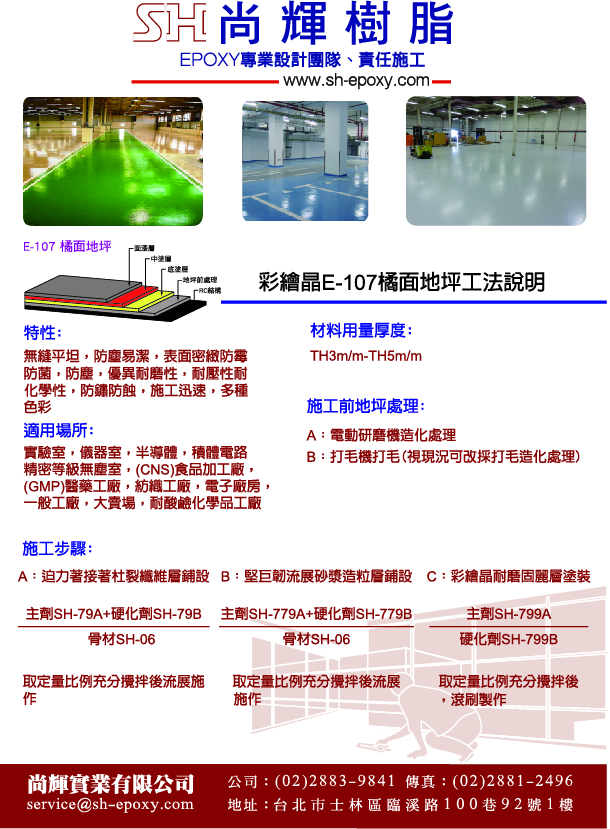 SH 尚輝樹脂
EPOXY專業設計團隊、責任施工
www.sh-epoxy.com
E-107 橘面地坪
面漆層
中塗層
底塗層
地坪前處理
RC結構
彩繪晶E-107橘面地坪工法說明
特性:
無縫平坦，防塵易潔，表面密緻防霉
防菌，防塵，優異耐磨性，耐壓性耐
化學性，防鏽防蝕，施工迅速，多種
色彩
適用場所:
實驗室，儀器室，半導體，積體電路
精密等級無塵室，(CNS)食品加工廠，
(GMP)醫藥工廠，紡織工廠，電子廠房，
一般工廠，大賣場，耐酸鹼化學品工廠
材料用量厚度:
TH3m/m-TH5m/m
施工前地坪處理:
A：電動研磨機造化處理
B：打毛機打毛(視現況可改採打毛造化處理)
施工步驟:
A：迫力著接著杜裂纖維層鋪設
主劑SH-79A+硬化劑SH-79B
骨材SH-06
取定量比例充分攪拌後流展施
作
B：堅巨韌流展砂漿造粒層鋪設
主劑SH-779A+硬化劑SH-779B
骨材SH-06
取定量比例充分攪拌後流展
施作
C：彩繪晶耐磨固麗層塗裝
主劑SH-799A
硬化劑SH-799B
取定量比例充分攪拌後
，滾刷製作
尚輝實業有限公司
service@sh-epoxy.com
公司：(02)2883-9841 傳真：(02)2881-2496
地址：台北市士林區臨溪路100巷92號1樓